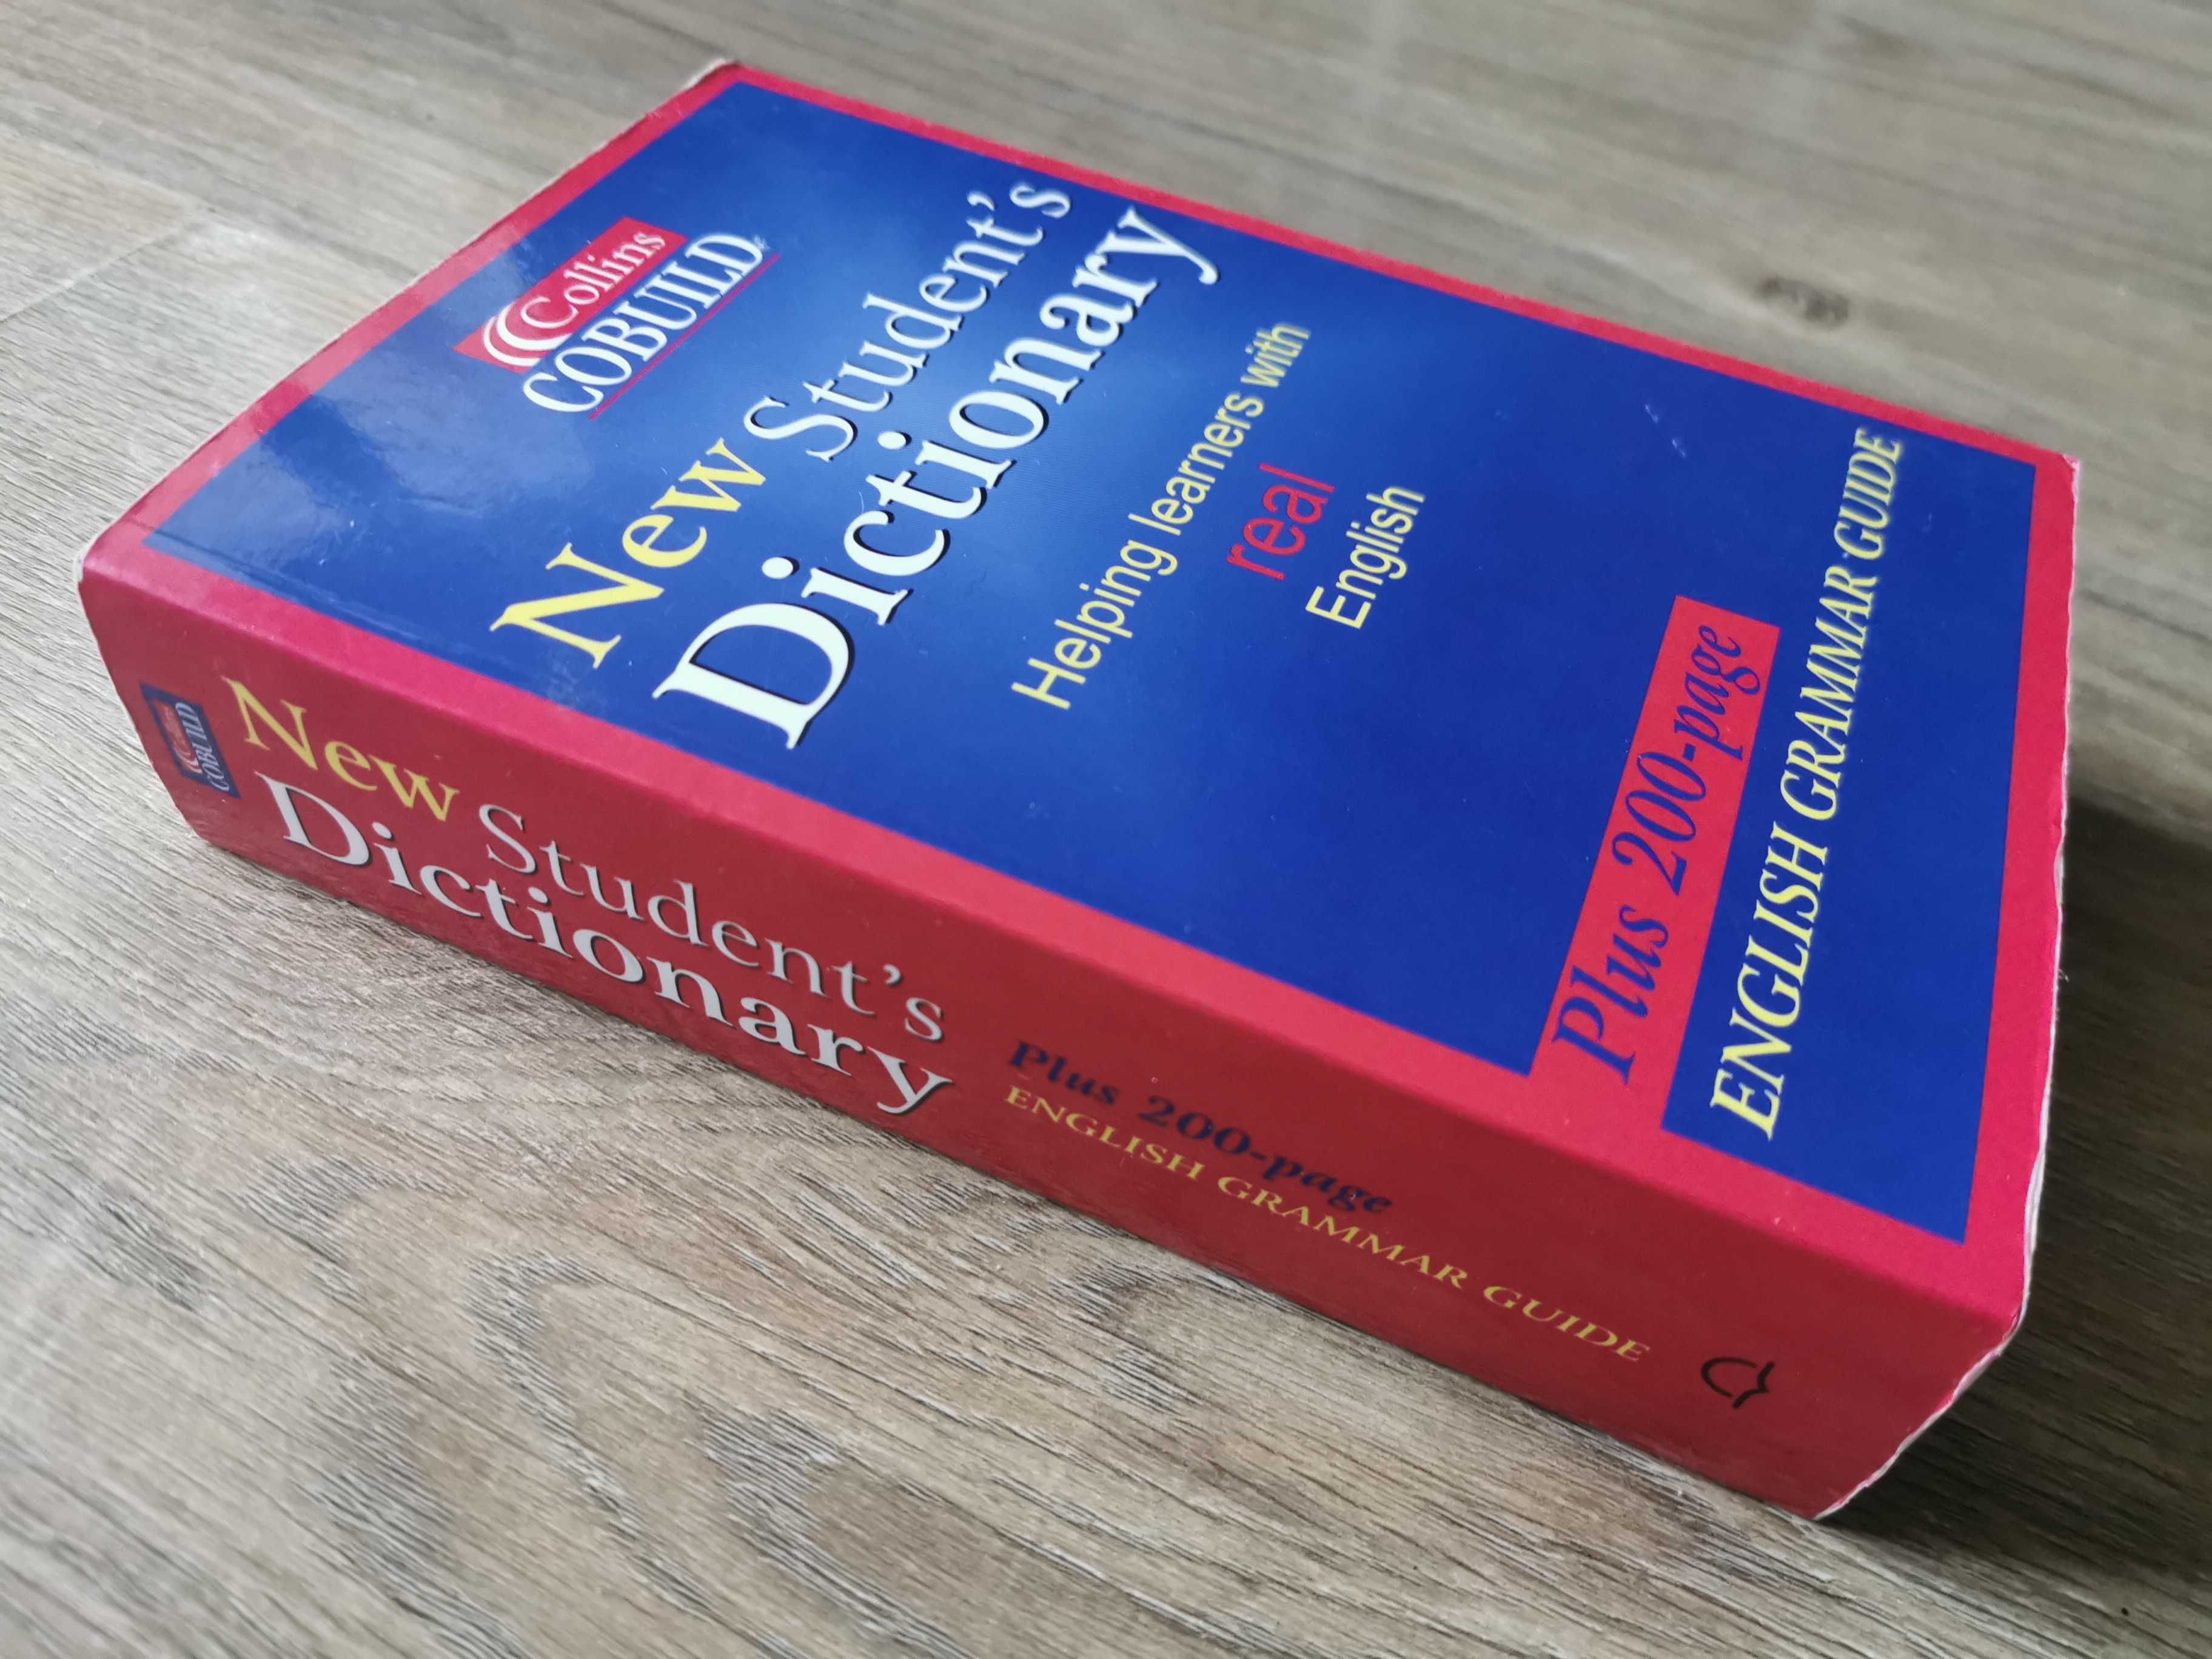 Collins
COBUILD
New Student's
Dictionary
Helping learners with
real
English
Plus 200-page
ENGLISH GRAMMAR GUIDE
Collins
COBUILD
New Student's
Dictionary
Plus 200-page
ENGLISH GRAMMAR GUIDE